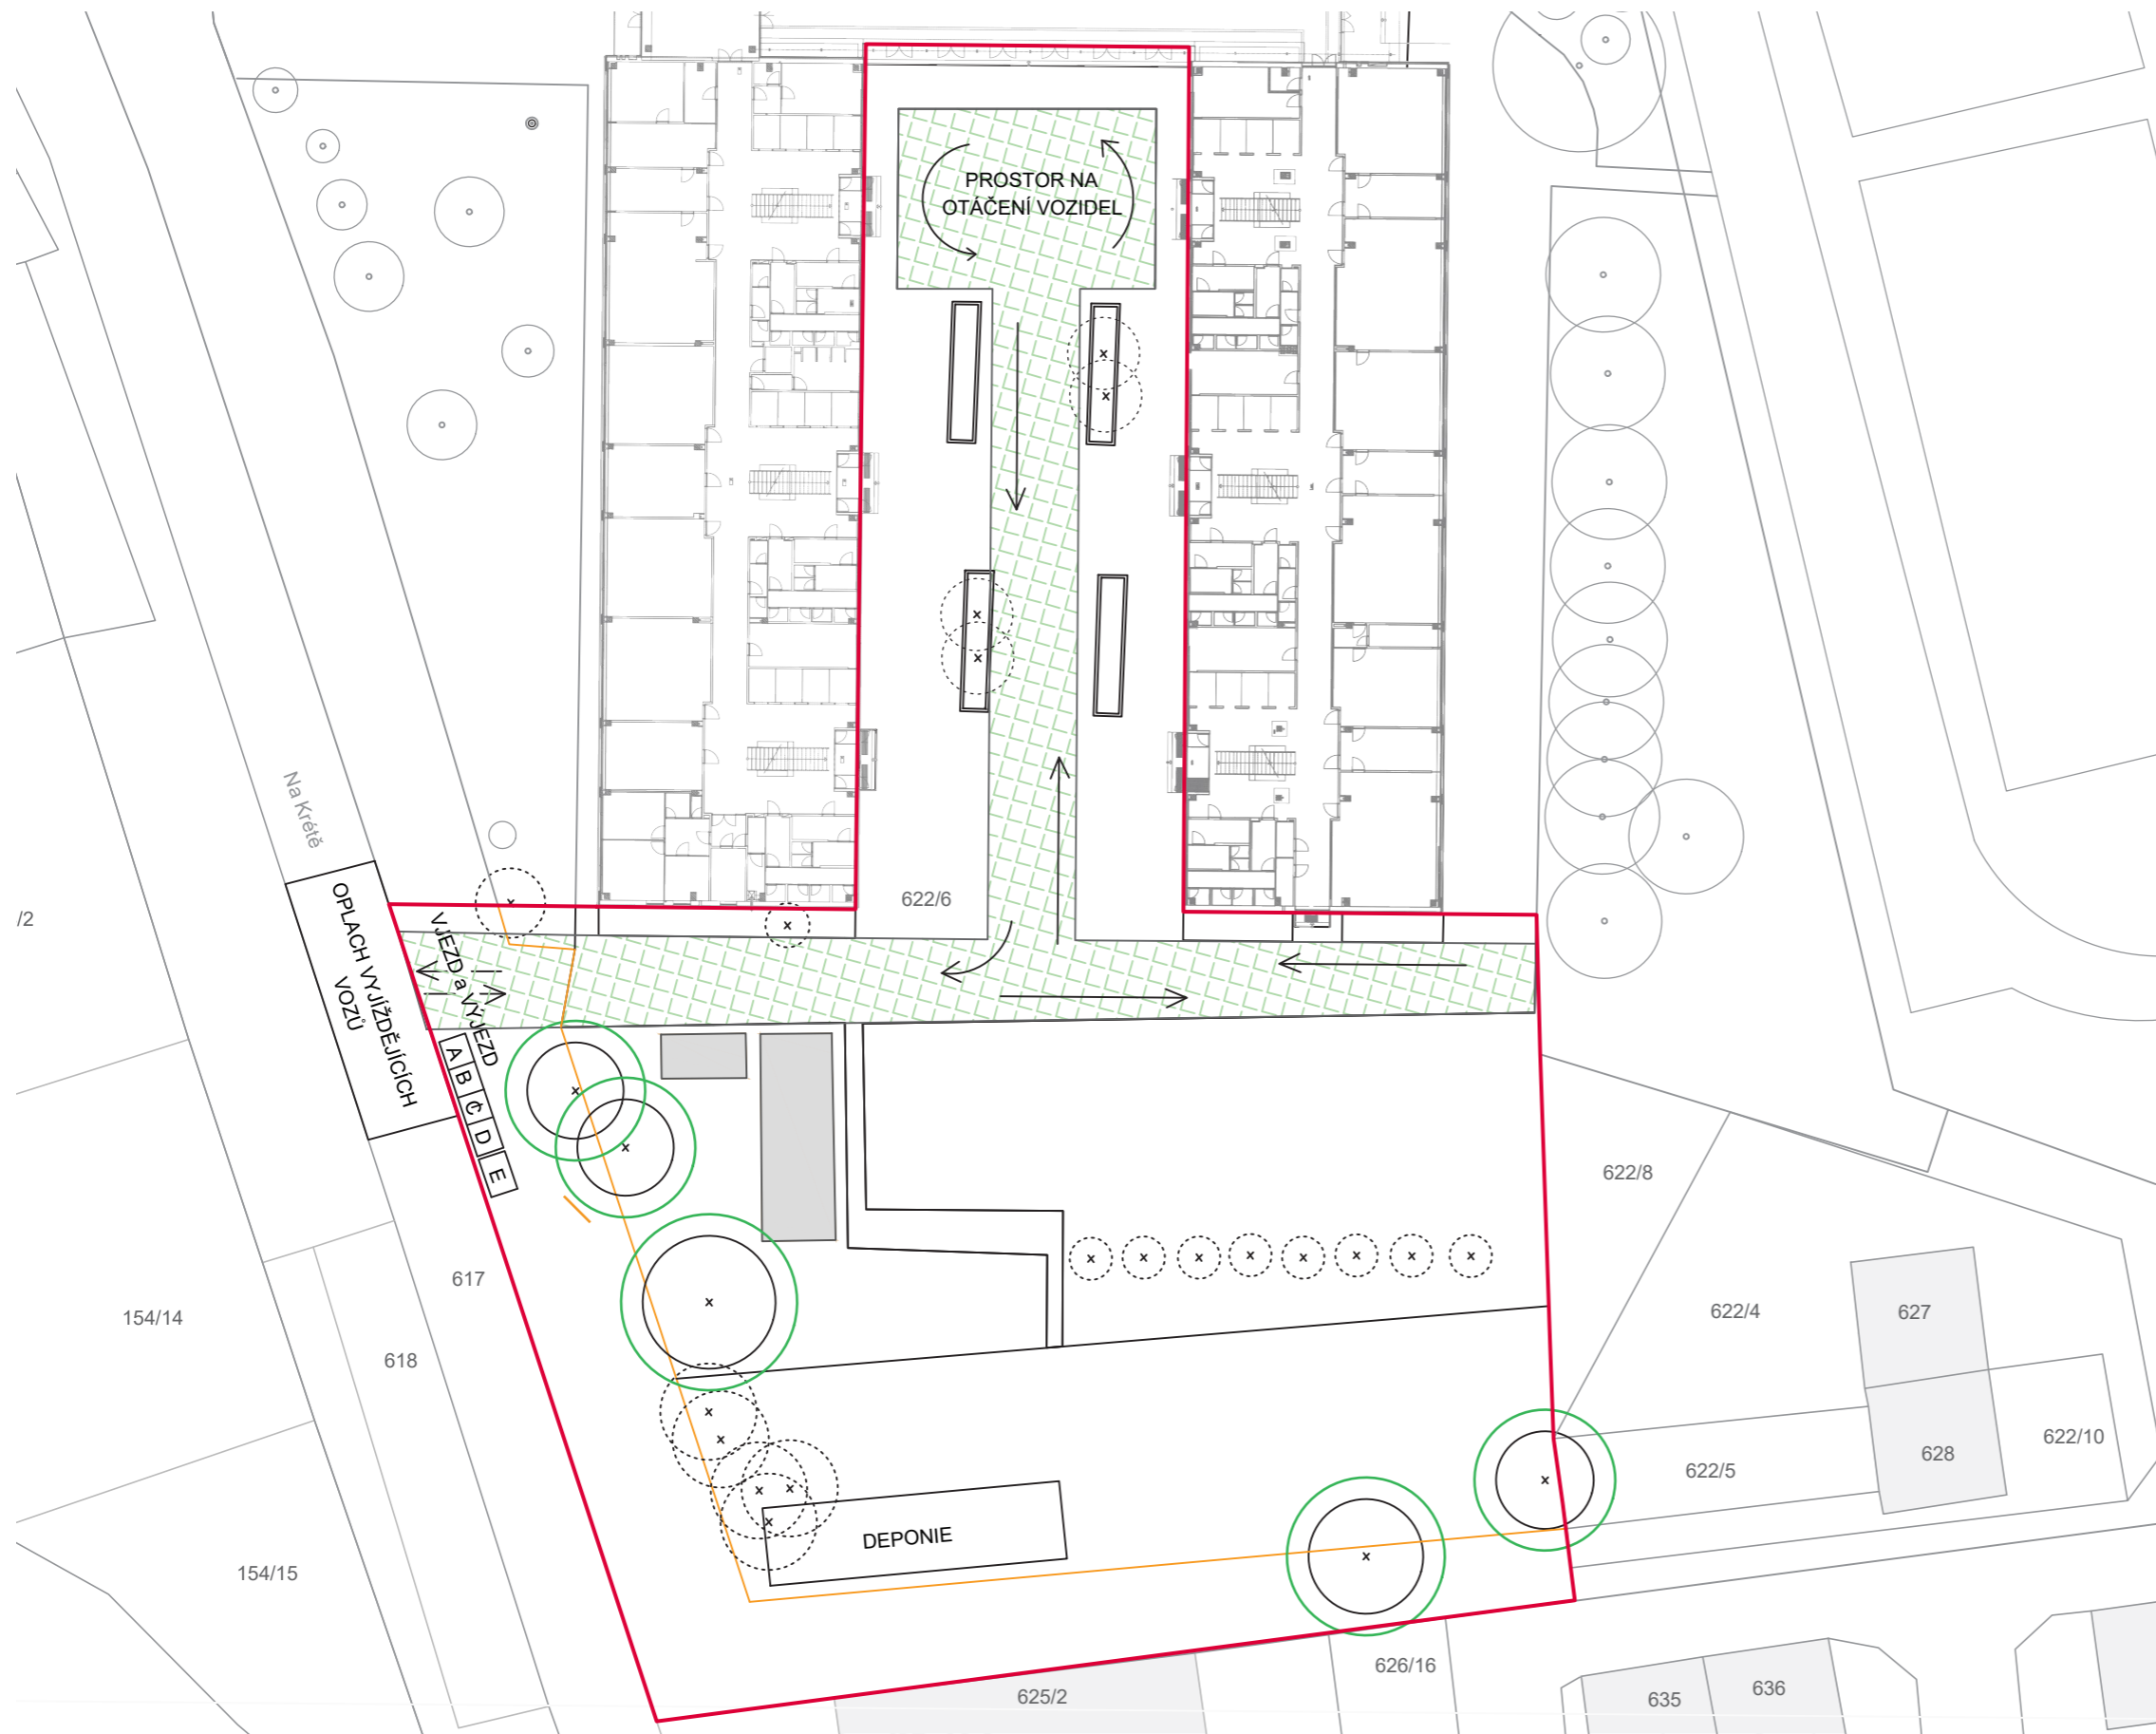 PROSTOR NA
OTÁČENÍ VOZIDEL
Na Krétě
622/6
/2
OPLACH VYJÍŽDĚJÍCÍCH
VOZŮ
VJEZD a VÝJEZD
A
B
C
D
E
622/8
617
154/14
618
622/4
627
622/10
628
622/5
DEPONIE
154/15
626/16
625/2
635
636